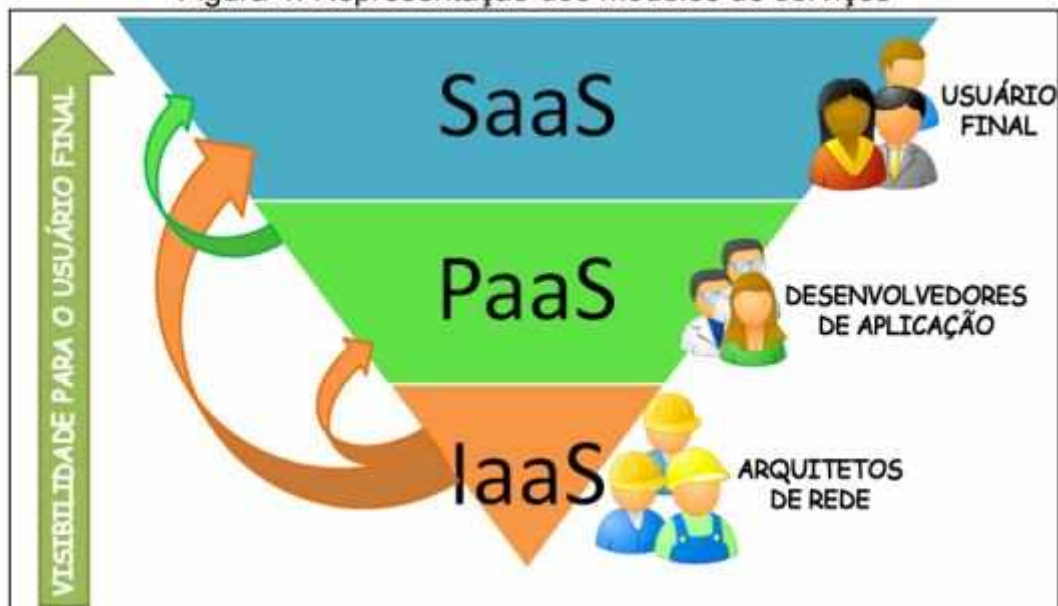 VISIBILIDADE PARA O USUÁRIO FINAL
SaaS
USUÁRIO
FINAL
PaaS
DESENVOLVEDORES
DE APLICAÇÃO
IaaS
ARQUITETOS
DE REDE